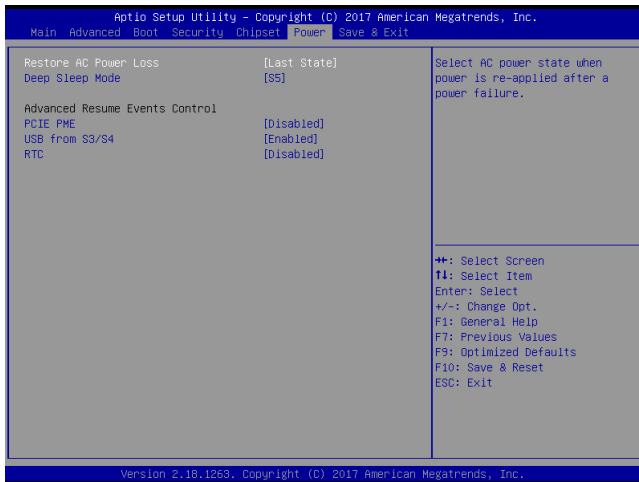 Aptio Setup Utility – Copyright (C) 2017 American Megatrends, Inc.
Main Advanced Boot Security Chipset Power Save & Exit
Restore AC Power Loss [Last State]
Deep Sleep Mode [S5]
Advanced Resume Events Control
PCIE PME [Disabled]
USB from S3/S4 [Enabled]
RTC [Disabled]
Select AC power state when
power is re-applied after a
power failure.
→←: Select Screen
↑↓: Select Item
Enter: Select
+/-: Change Opt.
F1: General Help
F7: Previous Values
F9: Optimized Defaults
F10: Save & Reset
ESC: Exit
Version 2.18.1263. Copyright (C) 2017 American Megatrends, Inc.